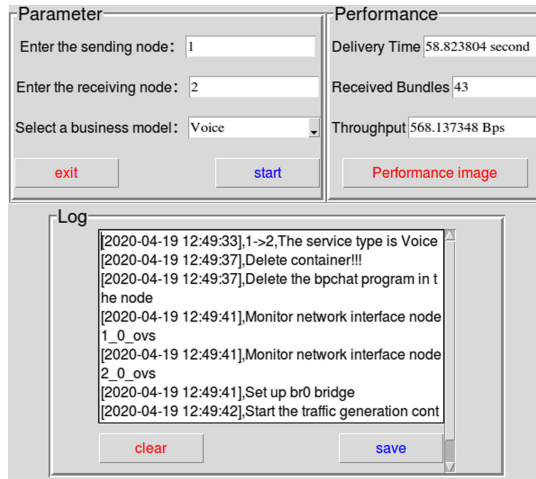 Parameter
Enter the sending node: 1
Enter the receiving node: 2
Select a business model: Voice
exit
start
Performance
Delivery Time 58.823804 second
Received Bundles 43
Throughput 568.137348 Bps
Performance image
Log
[2020-04-19 12:49:33],1->2,The service type is Voice
[2020-04-19 12:49:37],Delete container!!!
[2020-04-19 12:49:37],Delete the bpchat program in t
he node
[2020-04-19 12:49:41],Monitor network interface node
1_0_ovs
[2020-04-19 12:49:41],Monitor network interface node
2_0_ovs
[2020-04-19 12:49:41],Set up br0 bridge
[2020-04-19 12:49:42],Start the traffic generation cont
clear
save